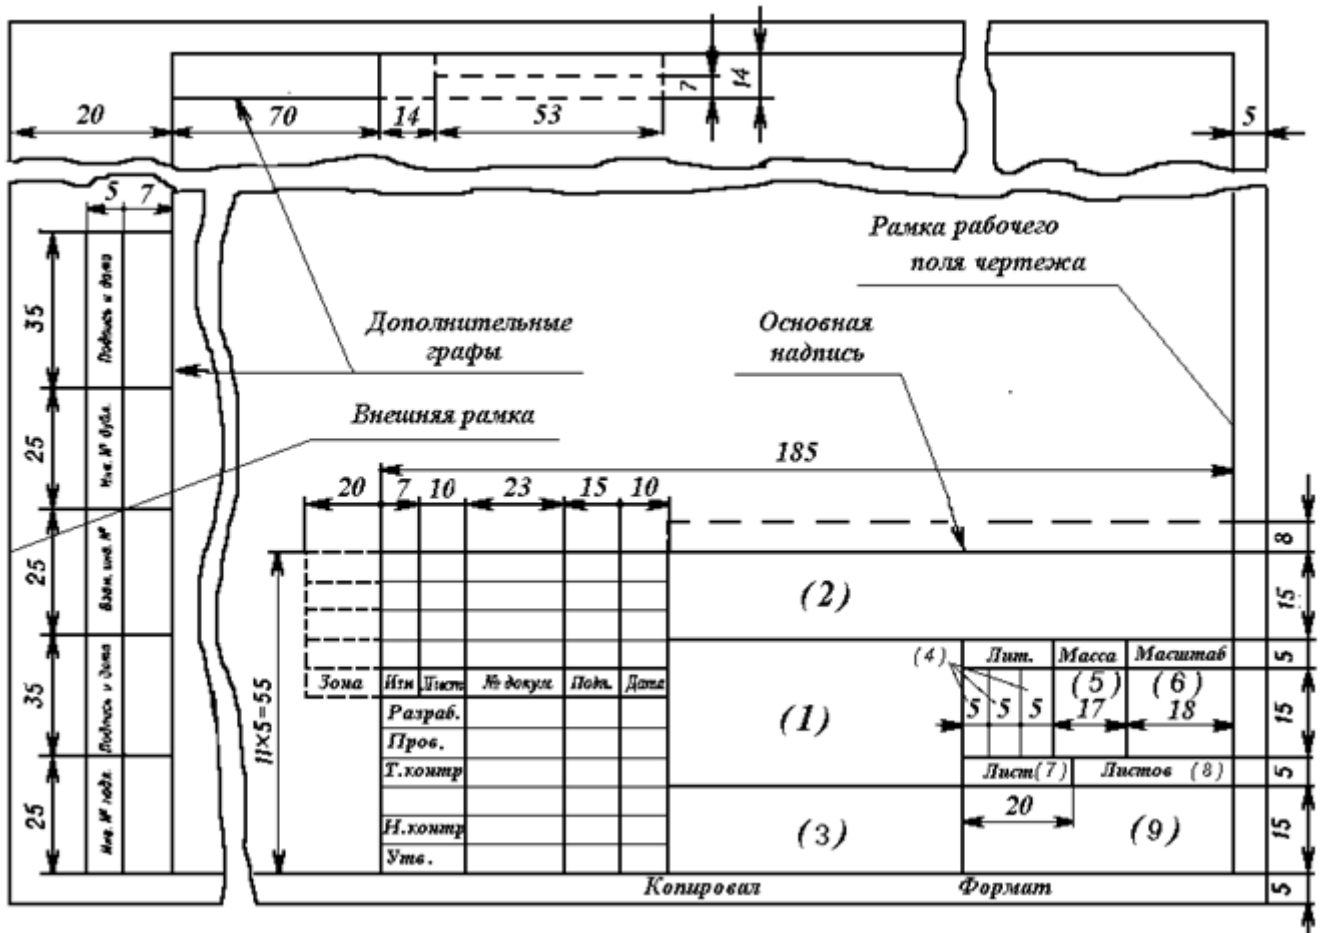 7
14
20
70
14
53
5
5
7
Рамка рабочего
поля чертежа
35
Подпись и дата
Дополнительные
графы
Основная
надпись
Внешняя рамка
25
Инв. № дубл.
185
20
7
10
23
15
10
8
25
Взам. инв. №
(2)
15
(4)
Лит.
Масса
Масштаб
5
35
Подпись и дата
Зона
Изм
Лист
№ докум
Подп.
Дата
(5)
(6)
11×5=55
Разраб.
(1)
5
5
5
17
18
15
Пров.
Т.контр
Лист(7)
Листов (8)
5
25
Инв. № подл.
20
Н.контр
(3)
(9)
15
Утв.
Копировал
Формат
5